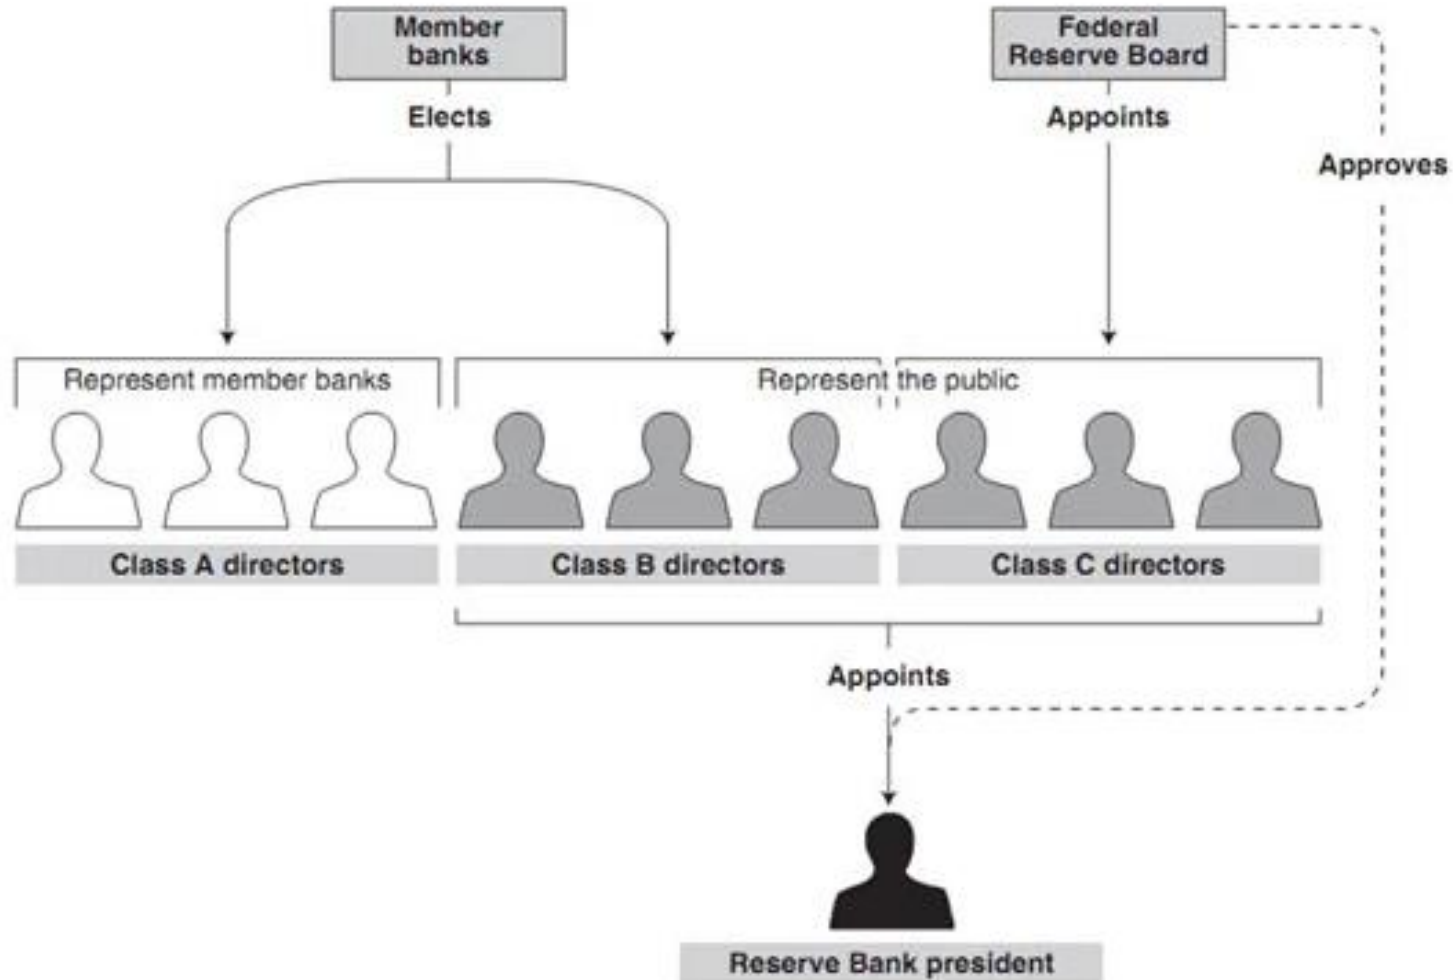 Member
banks
Federal
Reserve Board
Elects
Appoints
Approves
Represent member banks
Represent the public
Class A directors
Class B directors
Class C directors
Appoints
Reserve Bank president